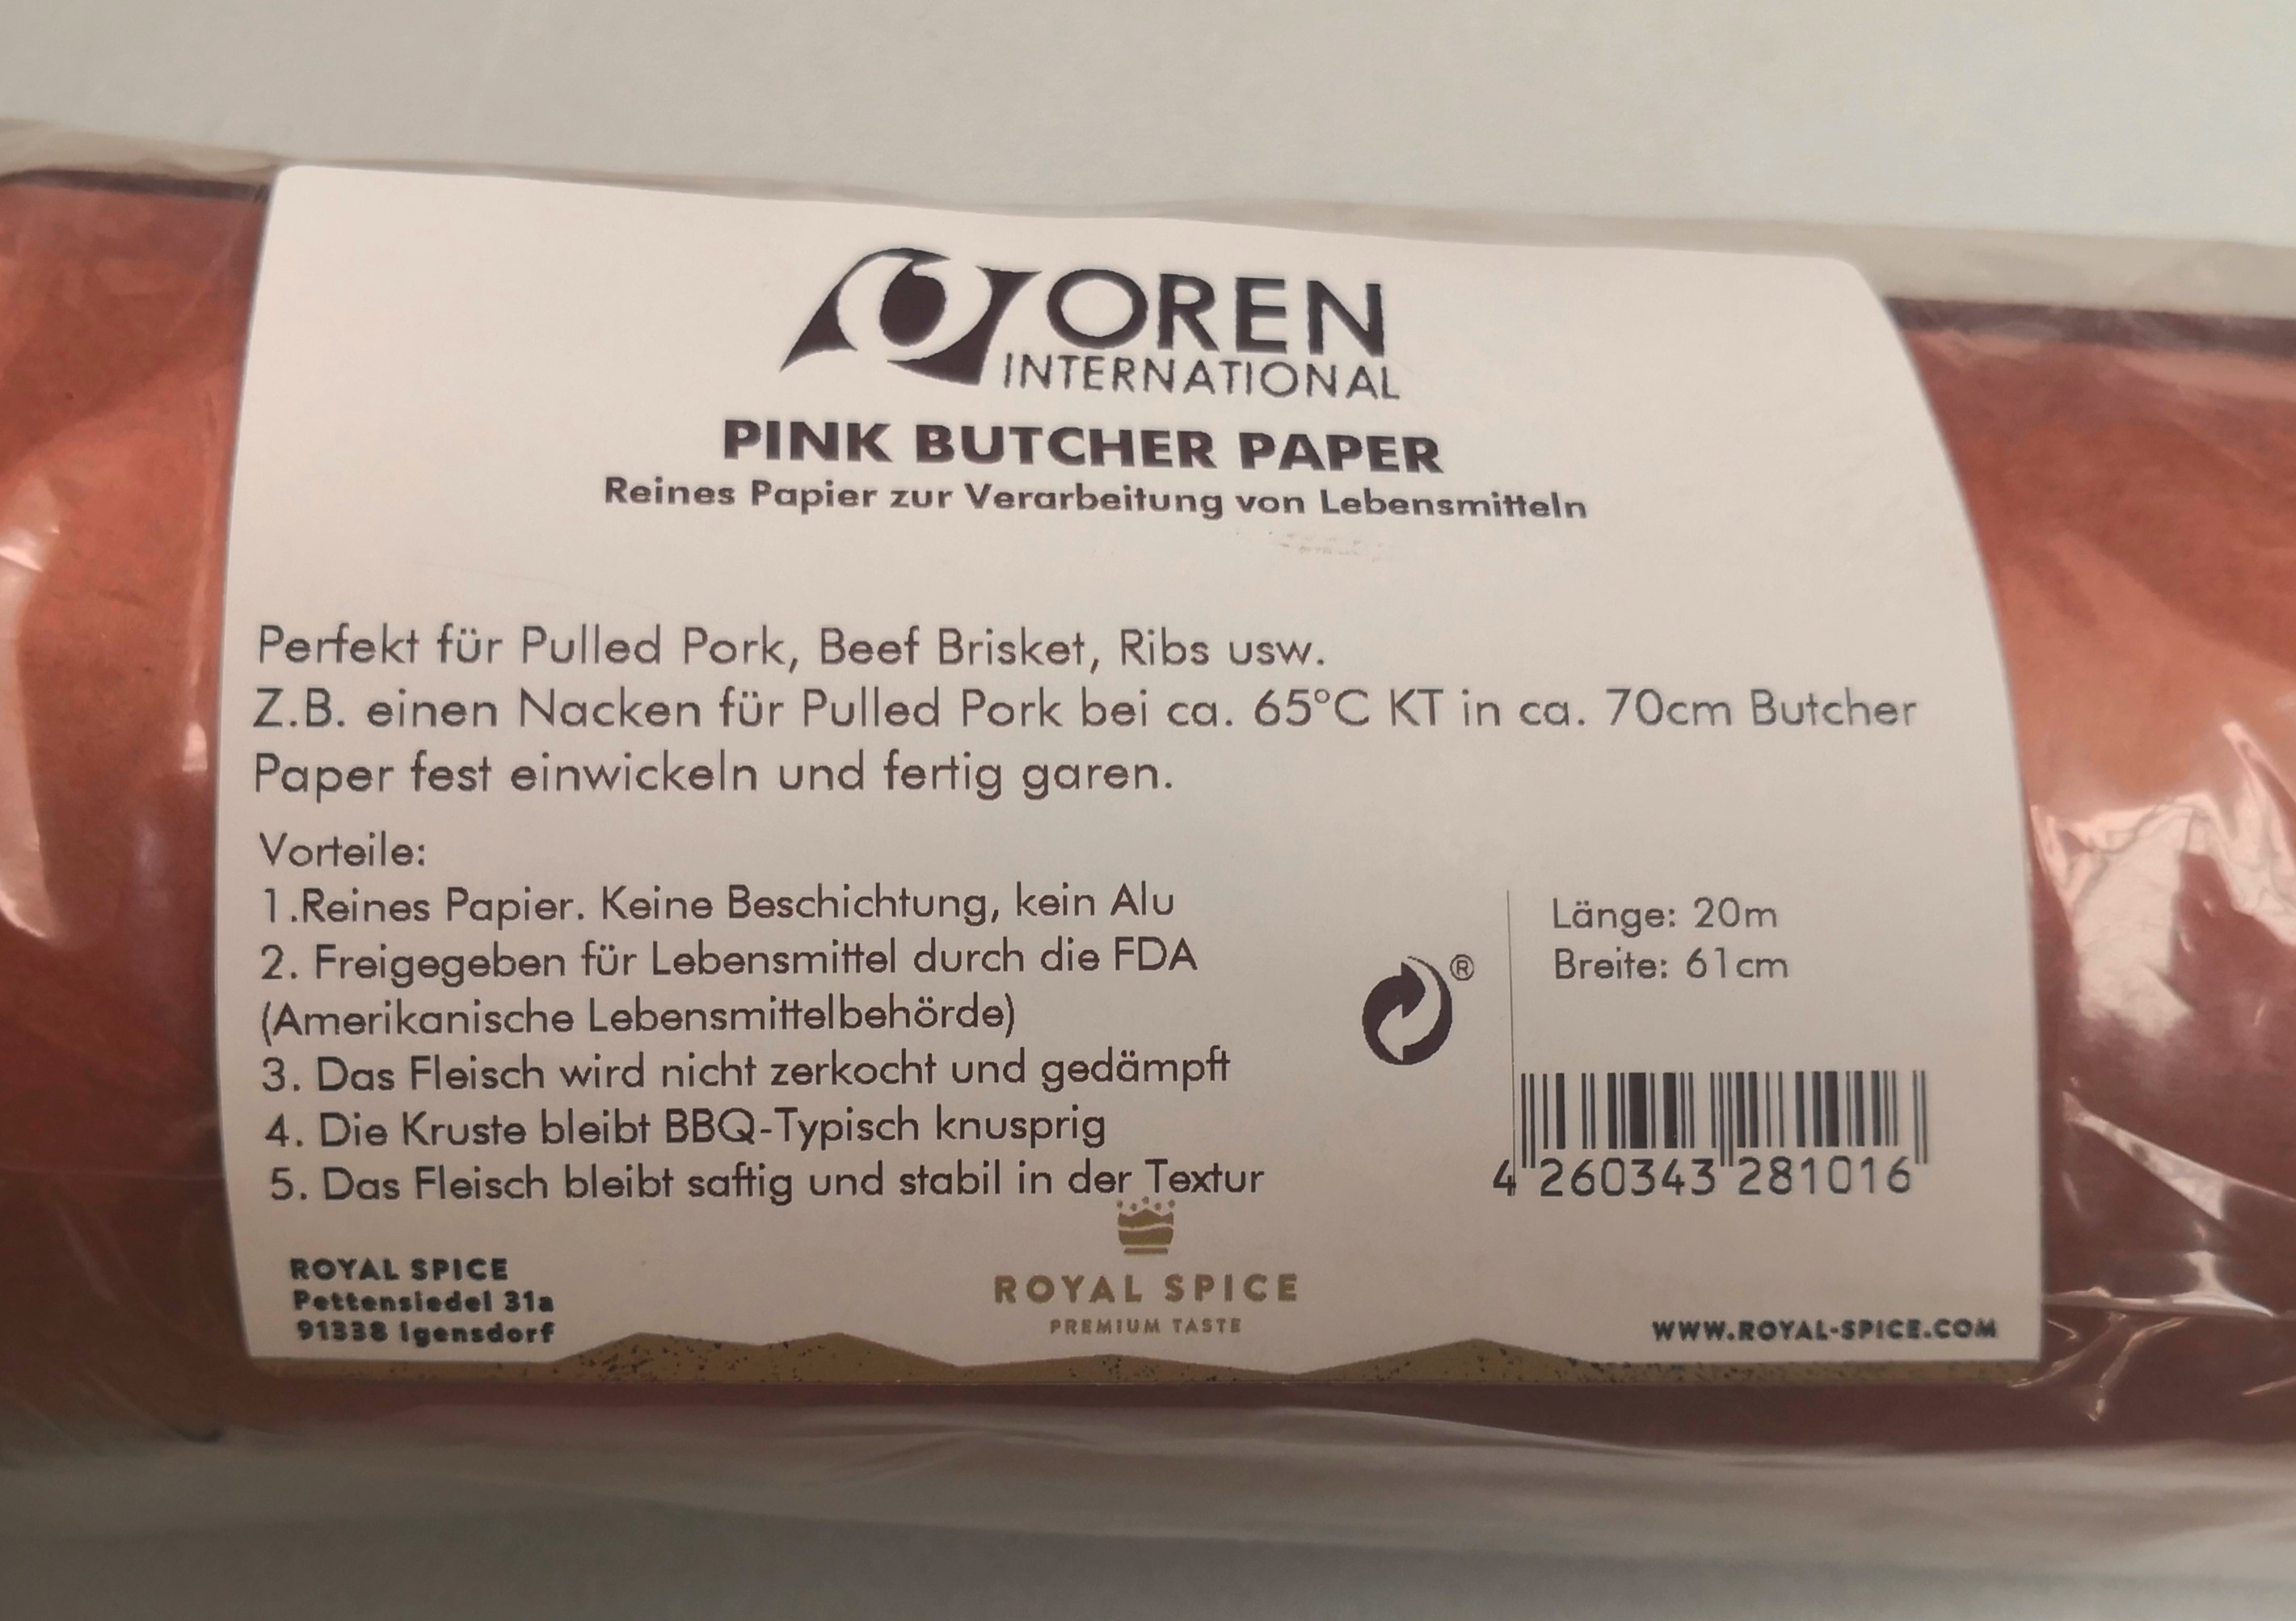 OREN
INTERNATIONAL
PINK BUTCHER PAPER
Reines Papier zur Verarbeitung von Lebensmitteln
Perfekt für Pulled Pork, Beef Brisket, Ribs usw.
Z.B. einen Nacken für Pulled Pork bei ca. 65°C KT in ca. 70cm Butcher
Paper fest einwickeln und fertig garen.
Vorteile:
1.Reines Papier. Keine Beschichtung, kein Alu
2. Freigegeben für Lebensmittel durch die FDA
(Amerikanische Lebensmittelbehörde)
3. Das Fleisch wird nicht zerkocht und gedämpft
4. Die Kruste bleibt BBQ-Typisch knusprig
5. Das Fleisch bleibt saftig und stabil in der Textur
®
Länge: 20m
Breite: 61cm
4 260343 281016
ROYAL SPICE
Pettensiedel 31a
91338 Igensdorf
ROYAL SPICE
PREMIUM TASTE
WWW.ROYAL-SPICE.COM